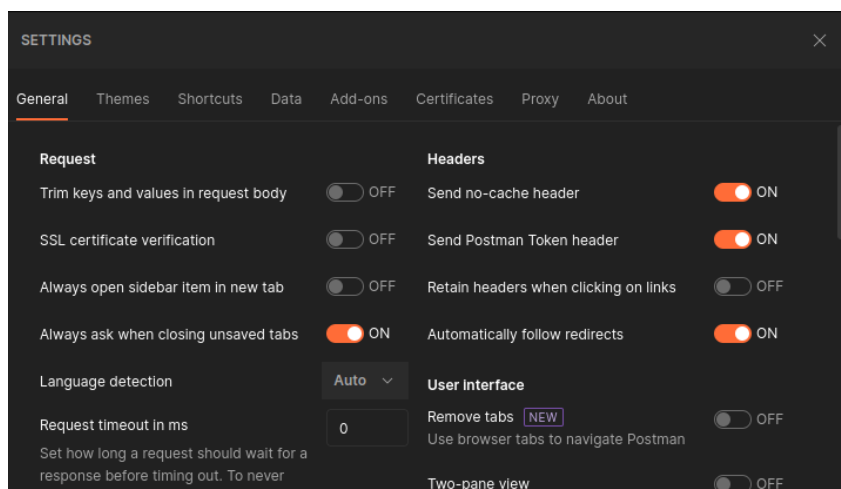 SETTINGS
General Themes Shortcuts Data Add-ons Certificates Proxy About
Request
Trim keys and values in request body OFF
SSL certificate verification OFF
Always open sidebar item in new tab OFF
Always ask when closing unsaved tabs ON
Language detection Auto
Request timeout in ms 0
Set how long a request should wait for a
response before timing out. To never
Headers
Send no-cache header ON
Send Postman Token header ON
Retain headers when clicking on links OFF
Automatically follow redirects ON
User interface
Remove tabs NEW OFF
Use browser tabs to navigate Postman
Two-pane view OFF